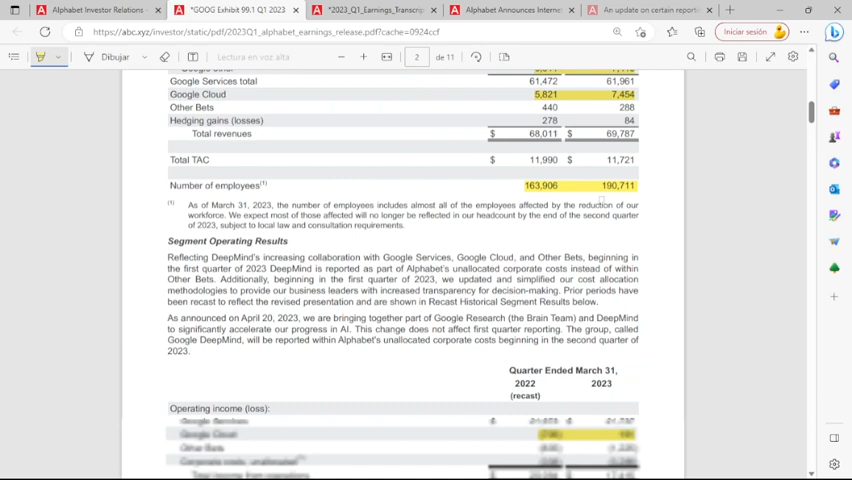 Alphabet Investor Relations -
*GOOG Exhibit 99.1 Q1 2023
*2023_Q1_Earnings_Transcrip
Alphabet Announces Internet
An update on certain reporti
https://abc.xyz/investor/static/pdf/2023Q1_alphabet_earnings_release.pdf?cache=0924ccf
Iniciar sesión
Dibujar
Lectura en voz alta
2 de 11
Google Services total 61,472 61,961
Google Cloud 5,821 7,454
Other Bets 440 288
Hedging gains (losses) 278 84
Total revenues $ 68,011 $ 69,787
Total TAC $ 11,990 $ 11,721
Number of employees(1) 163,906 190,711
(1) As of March 31, 2023, the number of employees includes almost all of the employees affected by the reduction of our
workforce. We expect most of those affected will no longer be reflected in our headcount by the end of the second quarter
of 2023, subject to local law and consultation requirements.
Segment Operating Results
Reflecting DeepMind's increasing collaboration with Google Services, Google Cloud, and Other Bets, beginning in
the first quarter of 2023 DeepMind is reported as part of Alphabet's unallocated corporate costs instead of within
Other Bets. Additionally, beginning in the first quarter of 2023, we updated and simplified our cost allocation
methodologies to provide our business leaders with increased transparency for decision-making. Prior periods have
been recast to reflect the revised presentation and are shown in Recast Historical Segment Results below.
As announced on April 20, 2023, we are bringing together part of Google Research (the Brain Team) and DeepMind
to significantly accelerate our progress in AI. This change does not affect first quarter reporting. The group, called
Google DeepMind, will be reported within Alphabet's unallocated corporate costs beginning in the second quarter of
2023.
Quarter Ended March 31,
2022 2023
(recast)
Operating income (loss):
Google Services $ $
Google Cloud
Other Bets
Corporate costs, unallocated
Total income from operations $ $